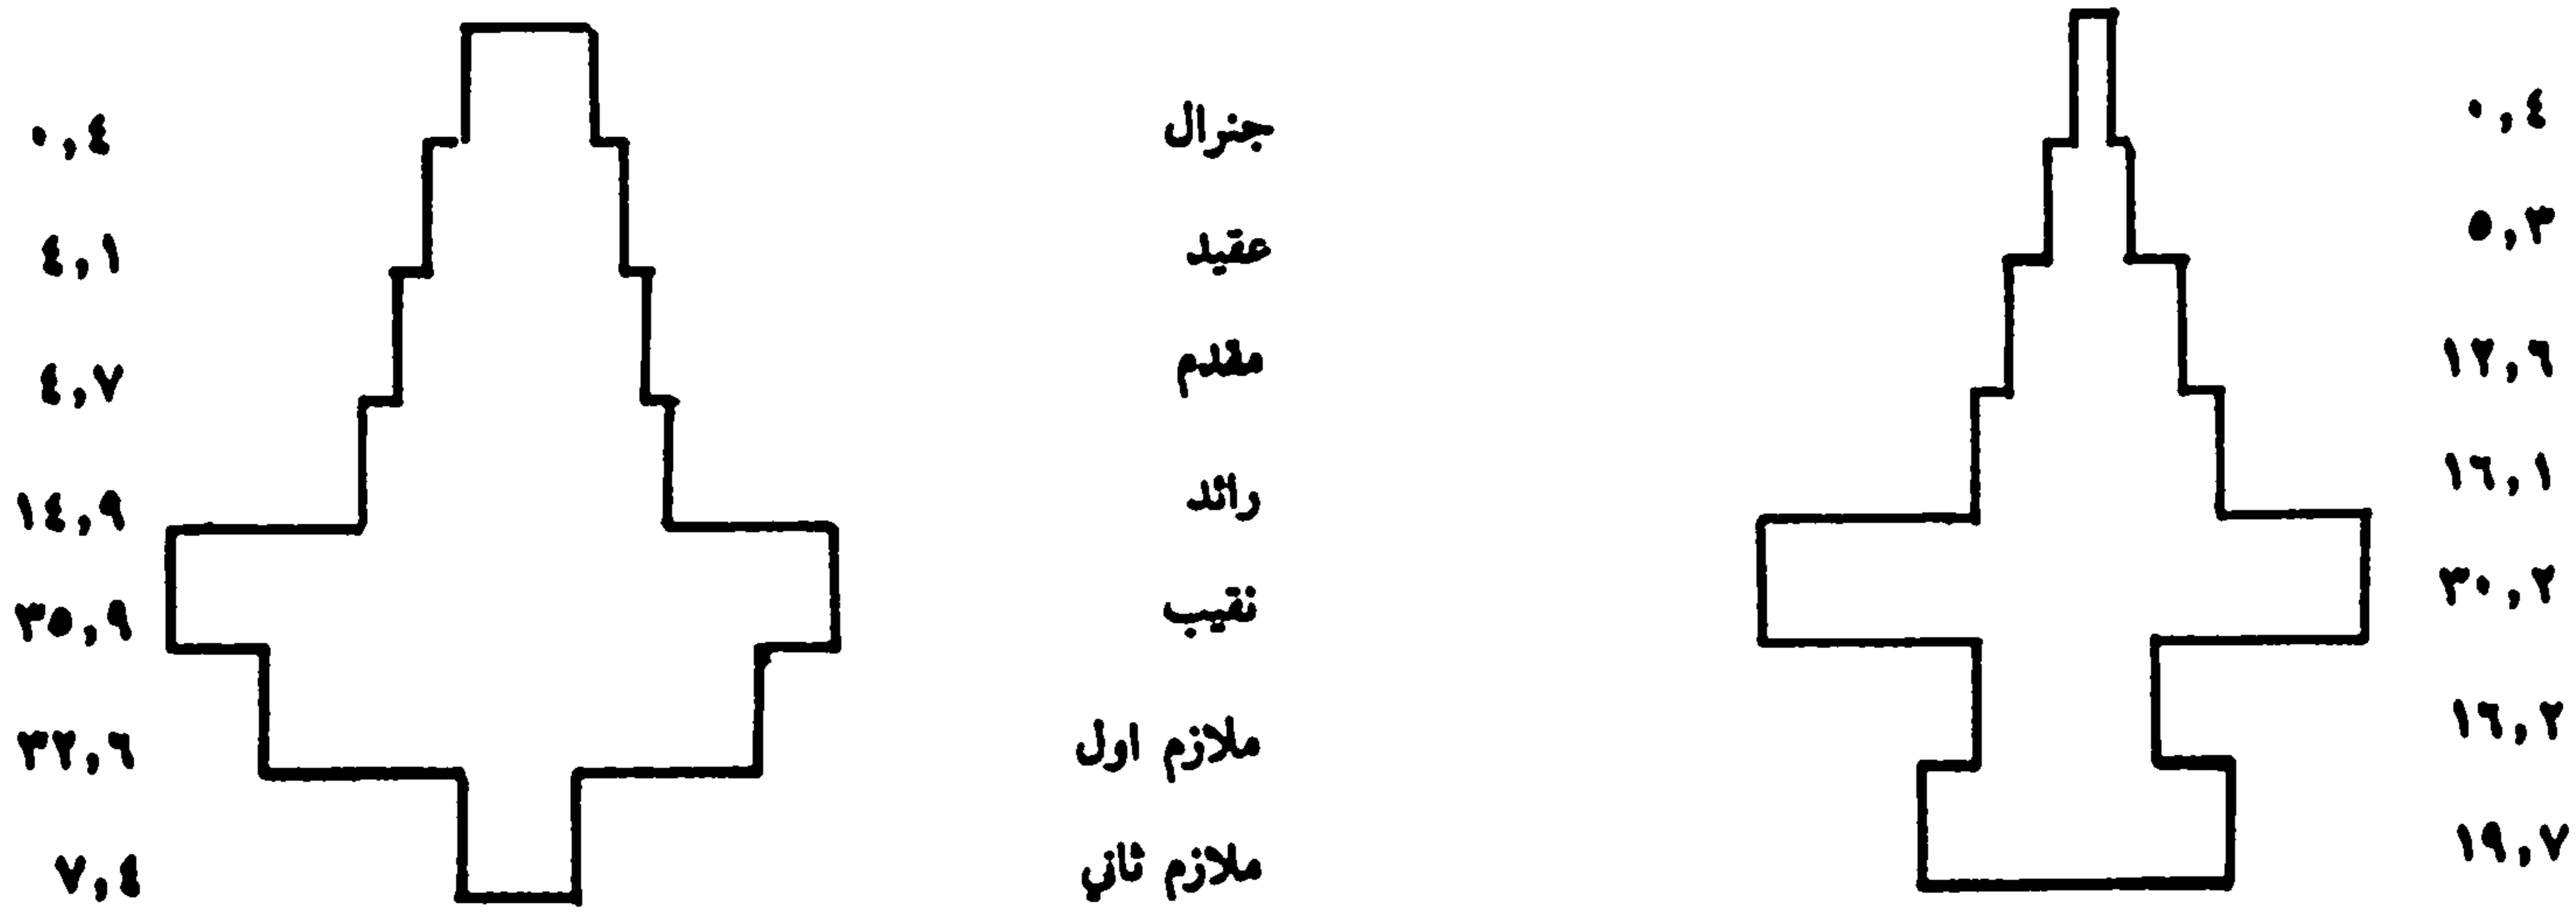 ٠,٤ جنرال ٠,٤
٥,٣ عقيد ٤,١
١٢,٦ مقدم ٤,٧
١٦,١ رائد ١٤,٩
٣٠,٢ نقيب ٣٥,٩
١٦,٢ ملازم اول ٣٢,٦
١٩,٧ ملازم ثاني ٧,٤